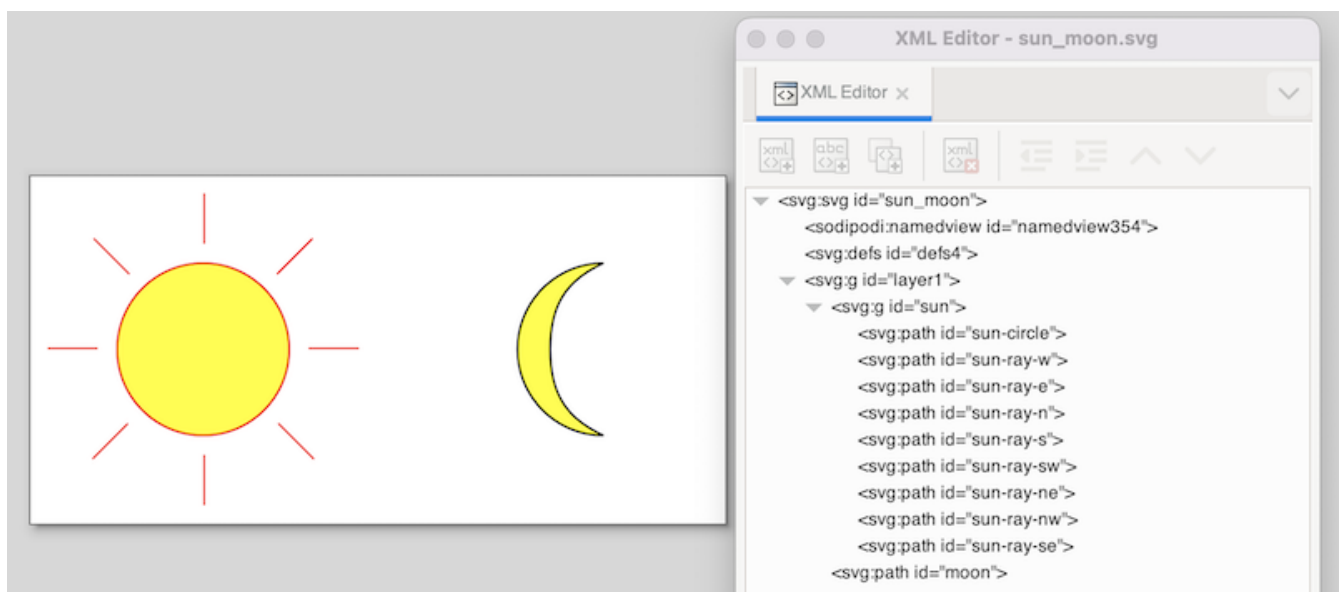 XML Editor - sun_moon.svg
XML Editor
xml
abc
xml
<svg:svg id="sun_moon">
<sodipodi:namedview id="namedview354">
<svg:defs id="defs4">
<svg:g id="layer1">
<svg:g id="sun">
<svg:path id="sun-circle">
<svg:path id="sun-ray-w">
<svg:path id="sun-ray-e">
<svg:path id="sun-ray-n">
<svg:path id="sun-ray-s">
<svg:path id="sun-ray-sw">
<svg:path id="sun-ray-ne">
<svg:path id="sun-ray-nw">
<svg:path id="sun-ray-se">
<svg:path id="moon">